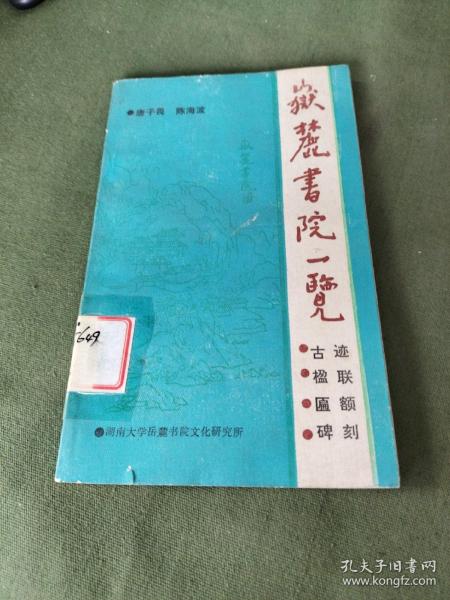 唐子畏 陈海波
嶽麓書院一覽
嶽麓書院圖
古迹
楹联
匾额
碑刻
649
湖南大学岳麓书院文化研究所
孔夫子旧书网
www.kongfz.com